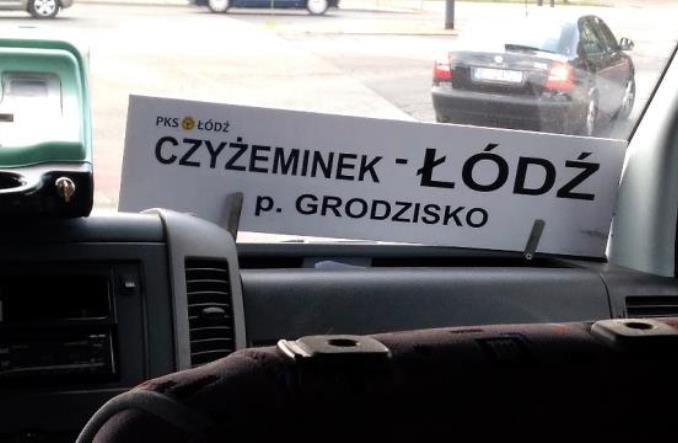 PKS ŁÓDŹ
CZYŻEMINEK - ŁÓDŹ
p. GRODZISKO